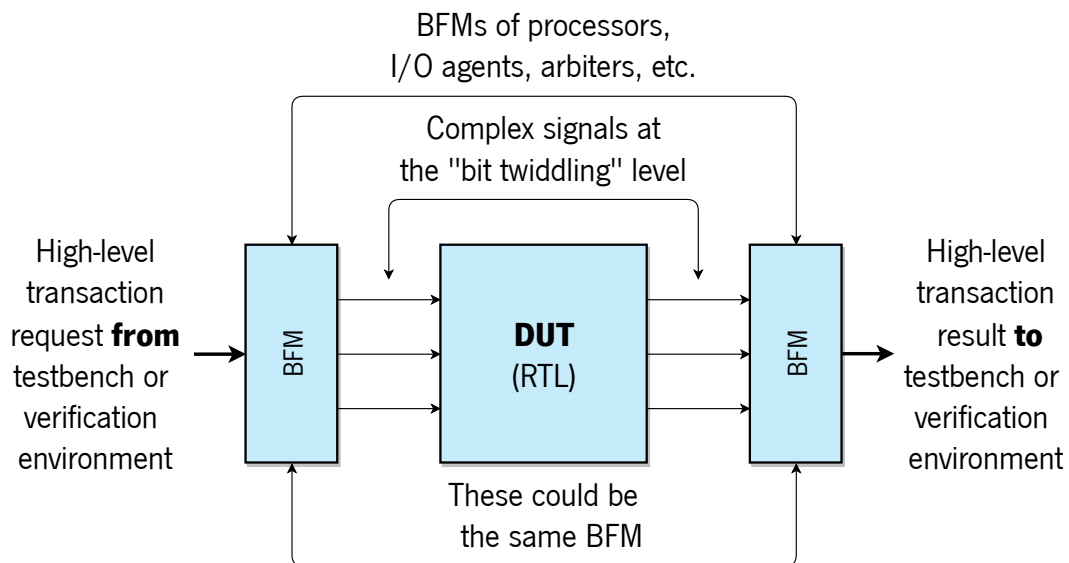 BFMs of processors,
I/O agents, arbiters, etc.
Complex signals at
the "bit twiddling" level
High-level
transaction
request from
testbench or
verification
environment
BFM
DUT
(RTL)
BFM
High-level
transaction
result to
testbench or
verification
environment
These could be
the same BFM